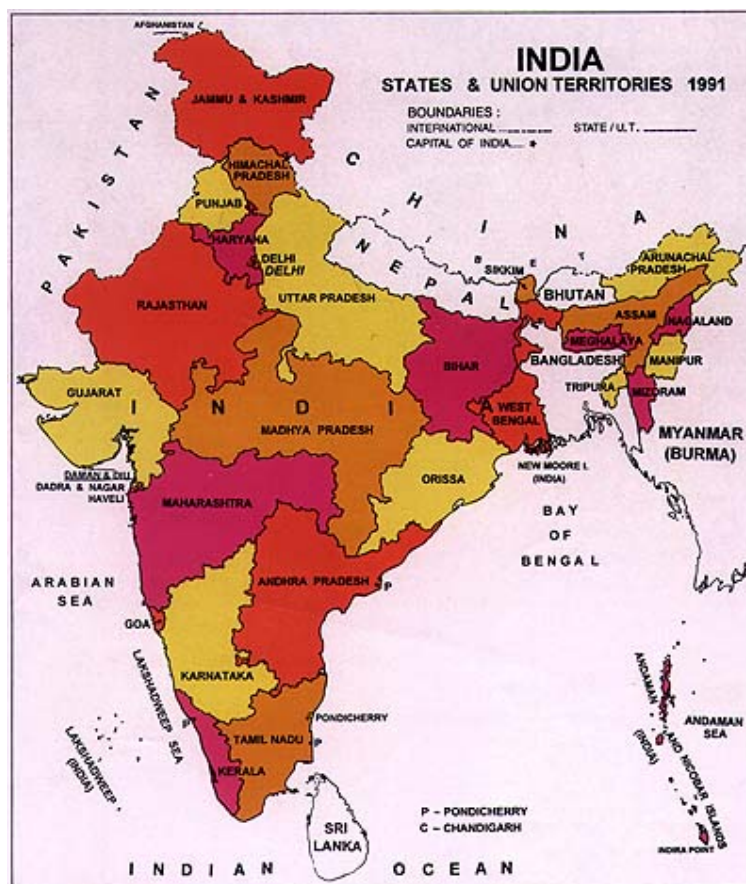 AFGHANISTAN
INDIA
STATES & UNION TERRITORIES 1991
BOUNDARIES :
INTERNATIONAL STATE / U.T.
CAPITAL OF INDIA.... *
JAMMU & KASHMIR
PAKISTAN
CHINA
HIMACHAL
PRADESH
PUNJAB
HARYANA
DELHI
DELHI
TIBET
NEPAL
SIKKIM
ARUNACHAL
PRADESH
BHUTAN
RAJASTHAN
UTTAR PRADESH
ASSAM
NAGALAND
MEGHALAYA
BIHAR
BANGLADESH
MANIPUR
GUJARAT
TRIPURA
MIZORAM
INDIA
WEST
BENGAL
MADHYA PRADESH
MYANMAR
(BURMA)
DAMAN & DIU
DADRA & NAGAR
HAVELI
NEW MOORE I.
(INDIA)
ORISSA
MAHARASHTRA
BAY
OF
BENGAL
ARABIAN
SEA
ANDHRA PRADESH
P
GOA
KARNATAKA
LAKSHADWEEP SEA
LAKSHADWEEP
(INDIA)
P
PONDICHERRY
TAMIL NADU
P
KERALA
ANDAMAN
AND NICOBAR ISLANDS
(INDIA)
ANDAMAN
SEA
P – PONDICHERRY
C – CHANDIGARH
SRI
LANKA
INDIRA POINT
INDIAN OCEAN